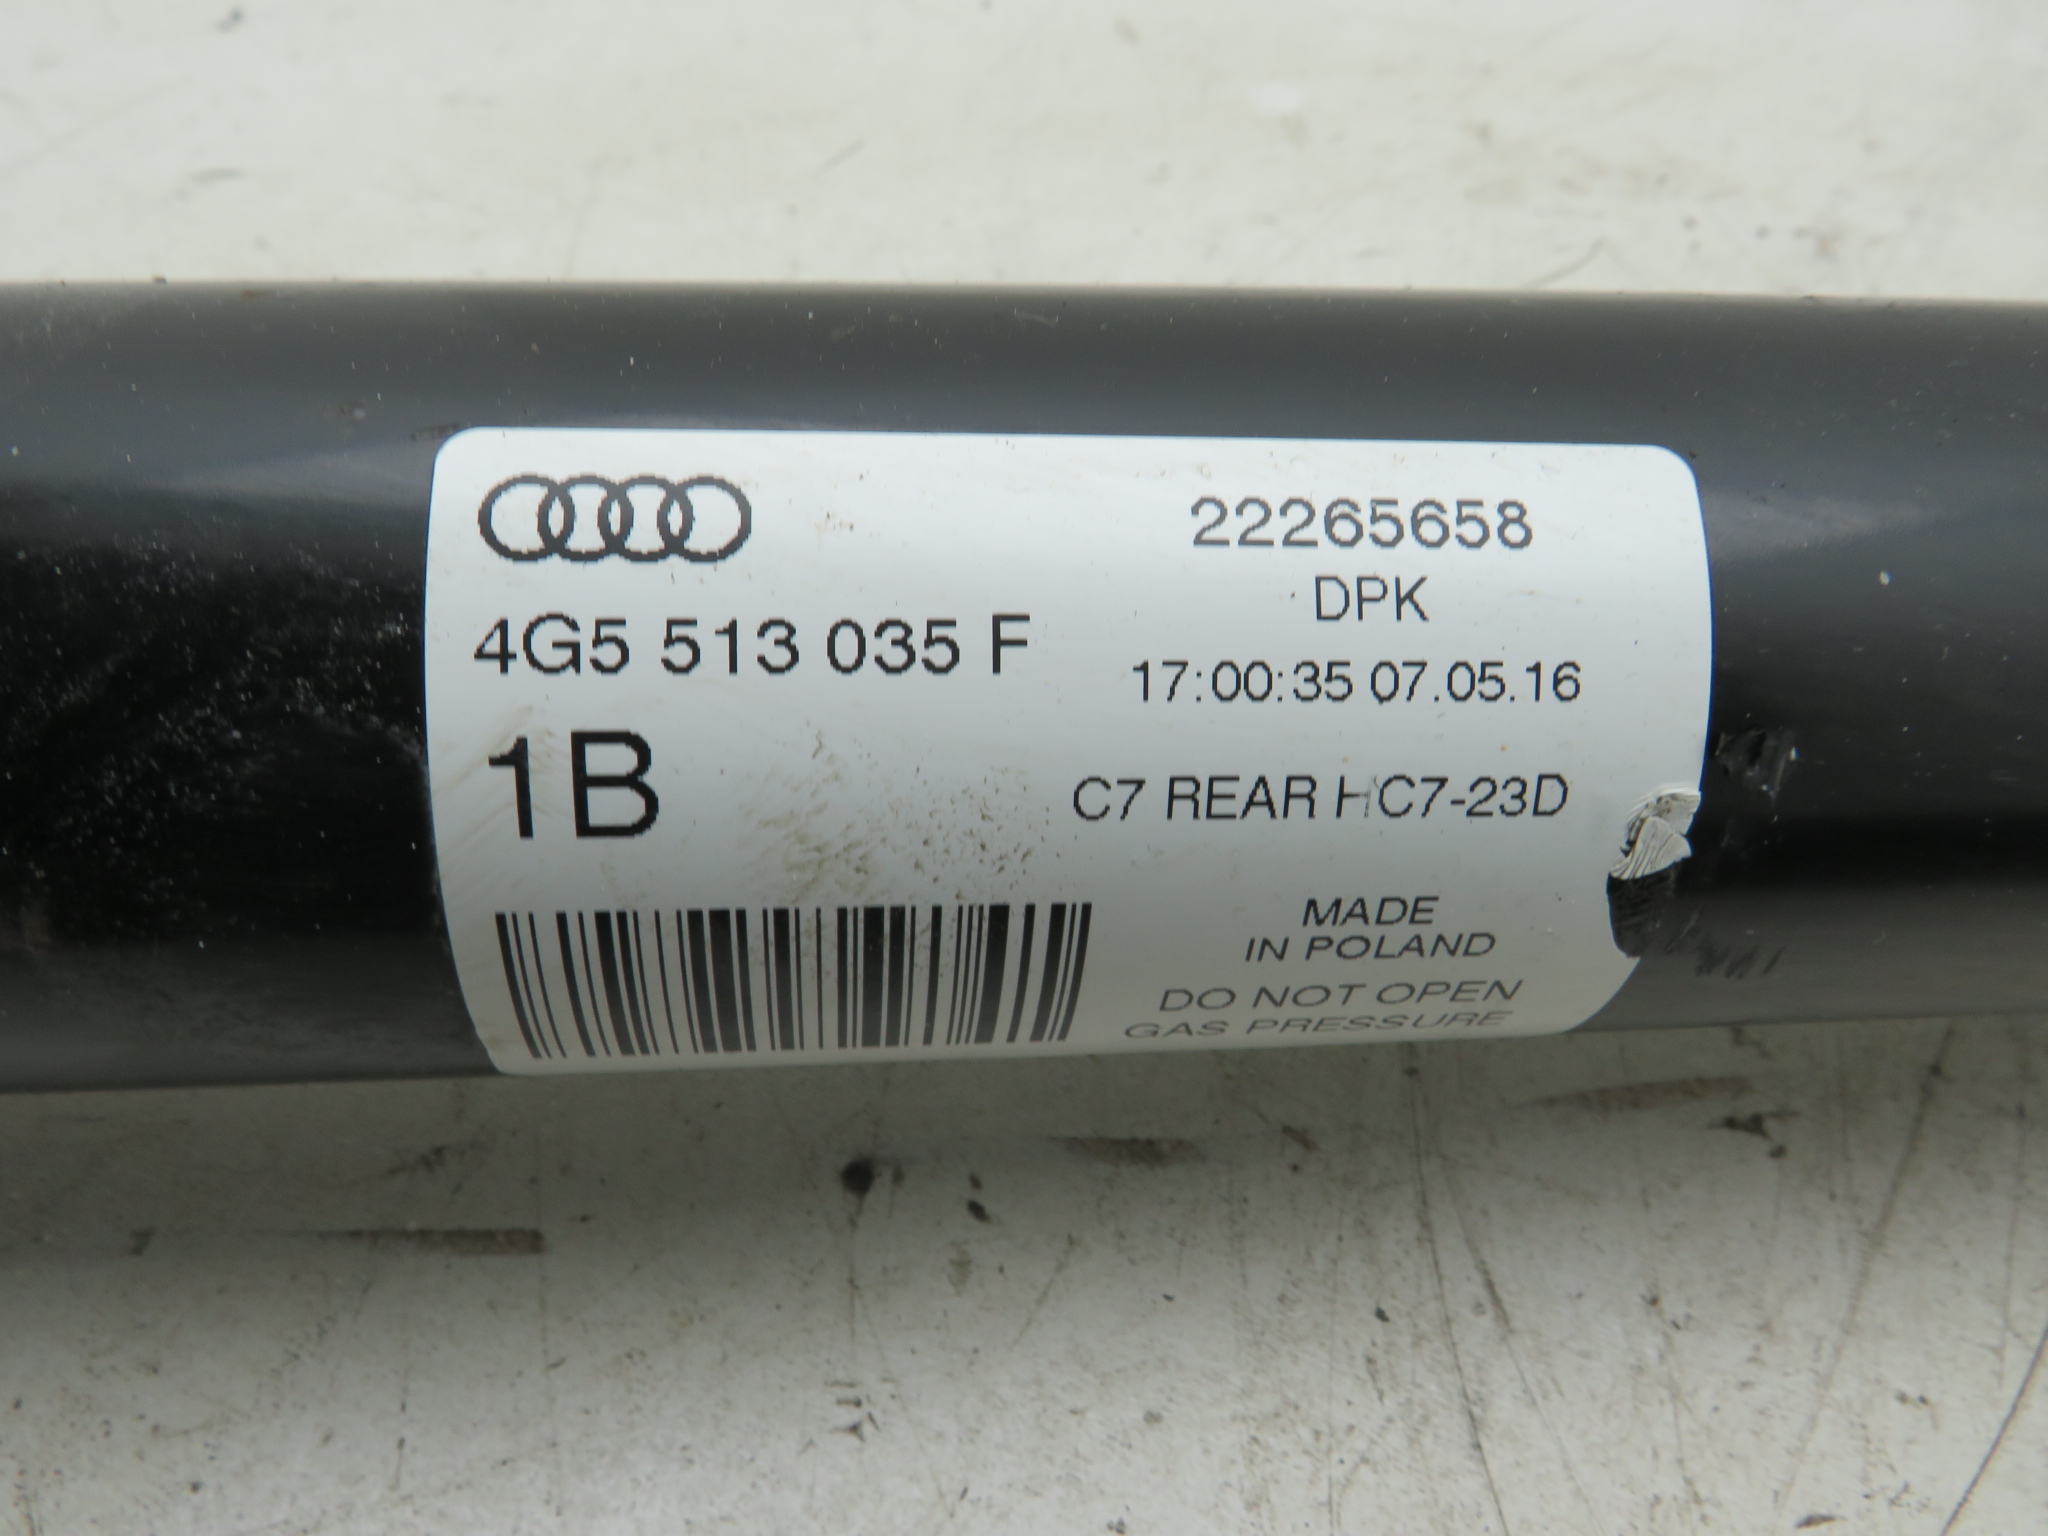 4G5 513 035 F
1B
22265658
DPK
17:00:35 07.05.16
C7 REAR HC7-23D
MADE
IN POLAND
DO NOT OPEN
GAS PRESSURE